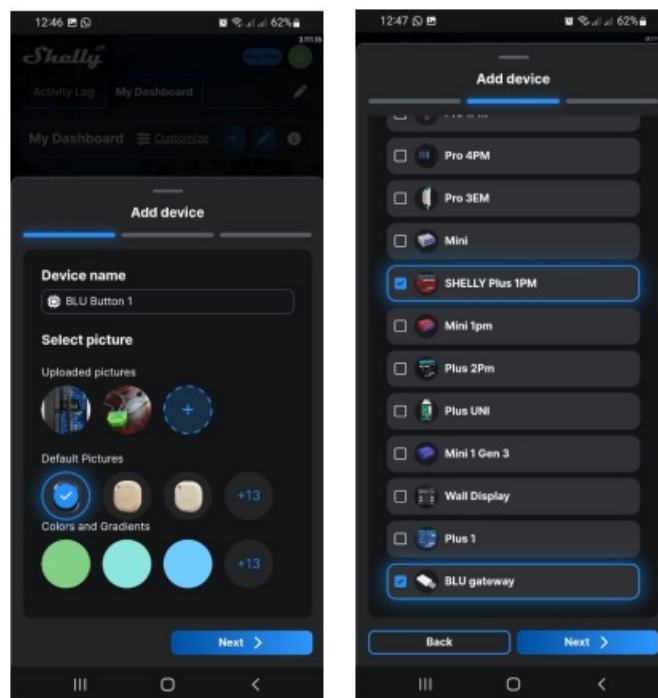 12:46
62%
3.111.35
Shelly
Activity Log My Dashboard
My Dashboard Customize
Add device
Device name
BLU Button 1
Select picture
Uploaded pictures
Default Pictures
+13
Colors and Gradients
+13
Next
12:47
62%
Add device
Pro 4PM
Pro 3EM
Mini
SHELLY Plus 1PM
Mini 1pm
Plus 2Pm
Plus UNI
Mini 1 Gen 3
Wall Display
Plus 1
BLU gateway
Back Next